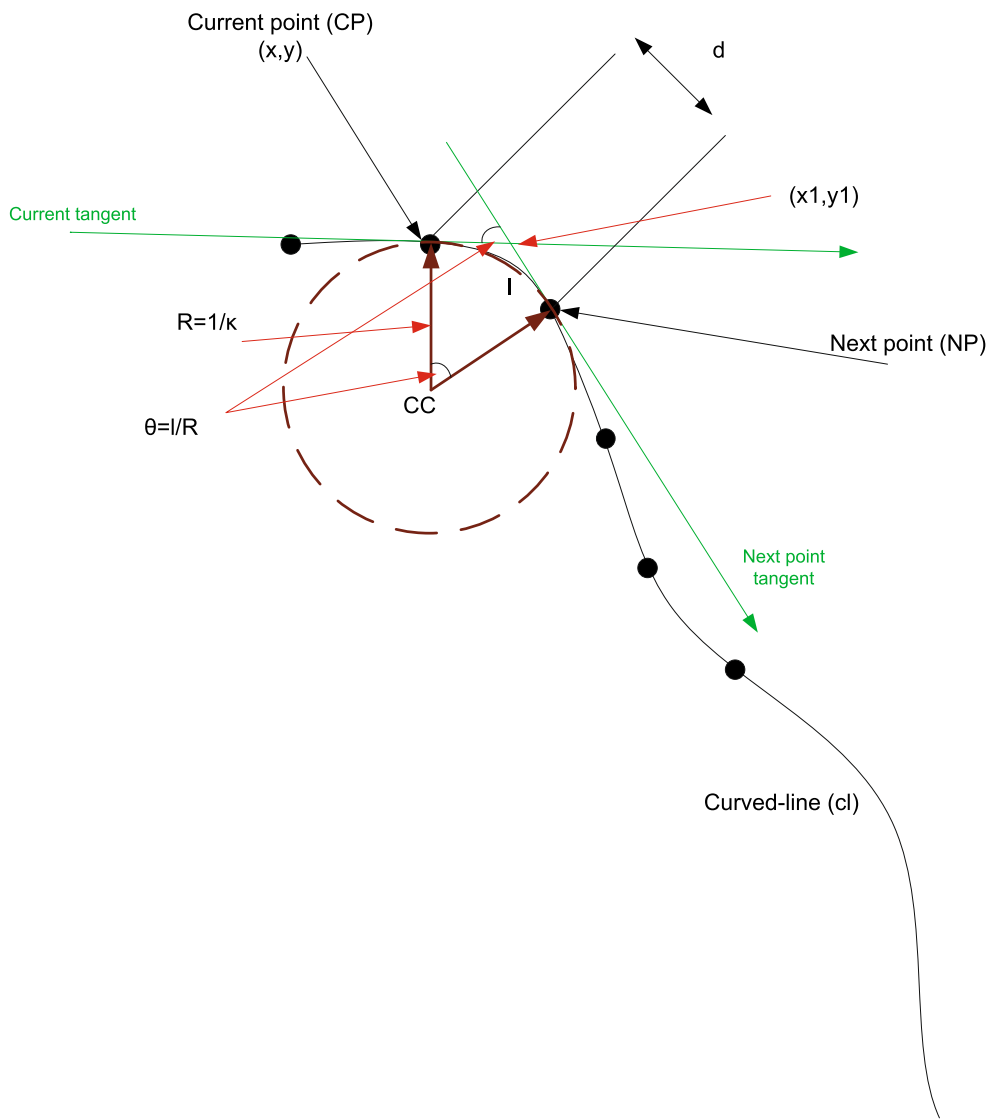 Current point (CP)
(x,y)
d
(x1,y1)
Current tangent
l
R=1/κ
Next point (NP)
CC
θ=l/R
Next point
tangent
Curved-line (cl)